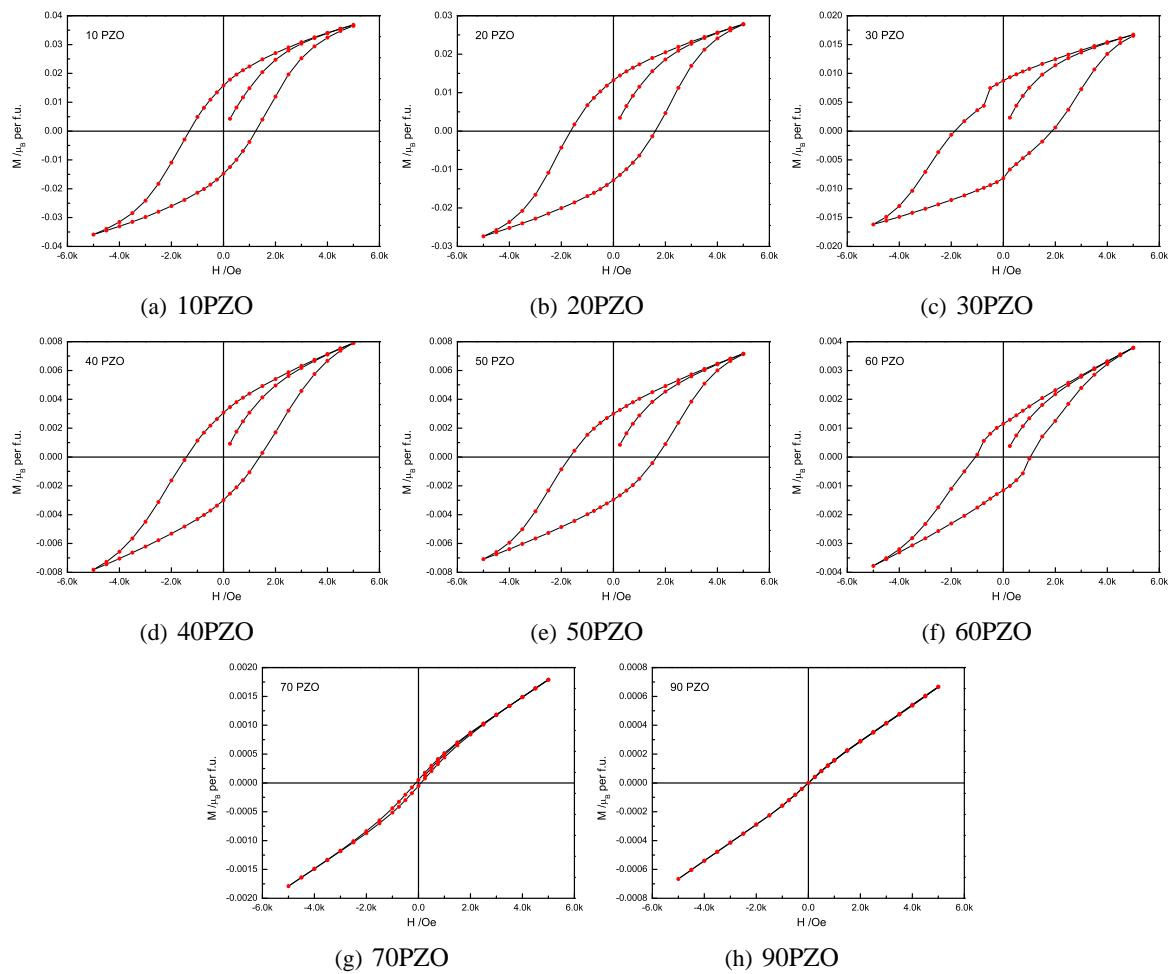 10 PZO
0.04
0.03
0.02
0.01
0.00
-0.01
-0.02
-0.03
-0.04
M /μB per f.u.
-6.0k -4.0k -2.0k 0.0 2.0k 4.0k 6.0k
H /Oe
(a) 10PZO
20 PZO
0.03
0.02
0.01
0.00
-0.01
-0.02
-0.03
M /μB per f.u.
-6.0k -4.0k -2.0k 0.0 2.0k 4.0k 6.0k
H /Oe
(b) 20PZO
30 PZO
0.020
0.015
0.010
0.005
0.000
-0.005
-0.010
-0.015
-0.020
M /μB per f.u.
-6.0k -4.0k -2.0k 0.0 2.0k 4.0k 6.0k
H /Oe
(c) 30PZO
40 PZO
0.008
0.006
0.004
0.002
0.000
-0.002
-0.004
-0.006
-0.008
M /μB per f.u.
-6.0k -4.0k -2.0k 0.0 2.0k 4.0k 6.0k
H /Oe
(d) 40PZO
50 PZO
0.008
0.006
0.004
0.002
0.000
-0.002
-0.004
-0.006
-0.008
M /μB per f.u.
-6.0k -4.0k -2.0k 0.0 2.0k 4.0k 6.0k
H /Oe
(e) 50PZO
60 PZO
0.004
0.003
0.002
0.001
0.000
-0.001
-0.002
-0.003
-0.004
M /μB per f.u.
-6.0k -4.0k -2.0k 0.0 2.0k 4.0k 6.0k
H /Oe
(f) 60PZO
70 PZO
0.0020
0.0015
0.0010
0.0005
0.0000
-0.0005
-0.0010
-0.0015
-0.0020
M /μB per f.u.
-6.0k -4.0k -2.0k 0.0 2.0k 4.0k 6.0k
H /Oe
(g) 70PZO
90 PZO
0.0008
0.0006
0.0004
0.0002
0.0000
-0.0002
-0.0004
-0.0006
-0.0008
M /μB per f.u.
-6.0k -4.0k -2.0k 0.0 2.0k 4.0k 6.0k
H /Oe
(h) 90PZO